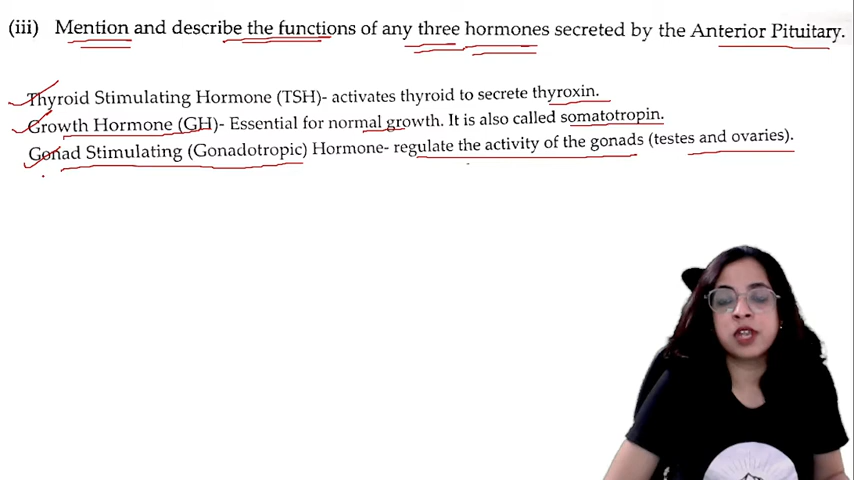 (iii) Mention and describe the functions of any three hormones secreted by the Anterior Pituitary.
Thyroid Stimulating Hormone (TSH)- activates thyroid to secrete thyroxin.
Growth Hormone (GH)- Essential for normal growth. It is also called somatotropin.
Gonad Stimulating (Gonadotropic) Hormone- regulate the activity of the gonads (testes and ovaries).